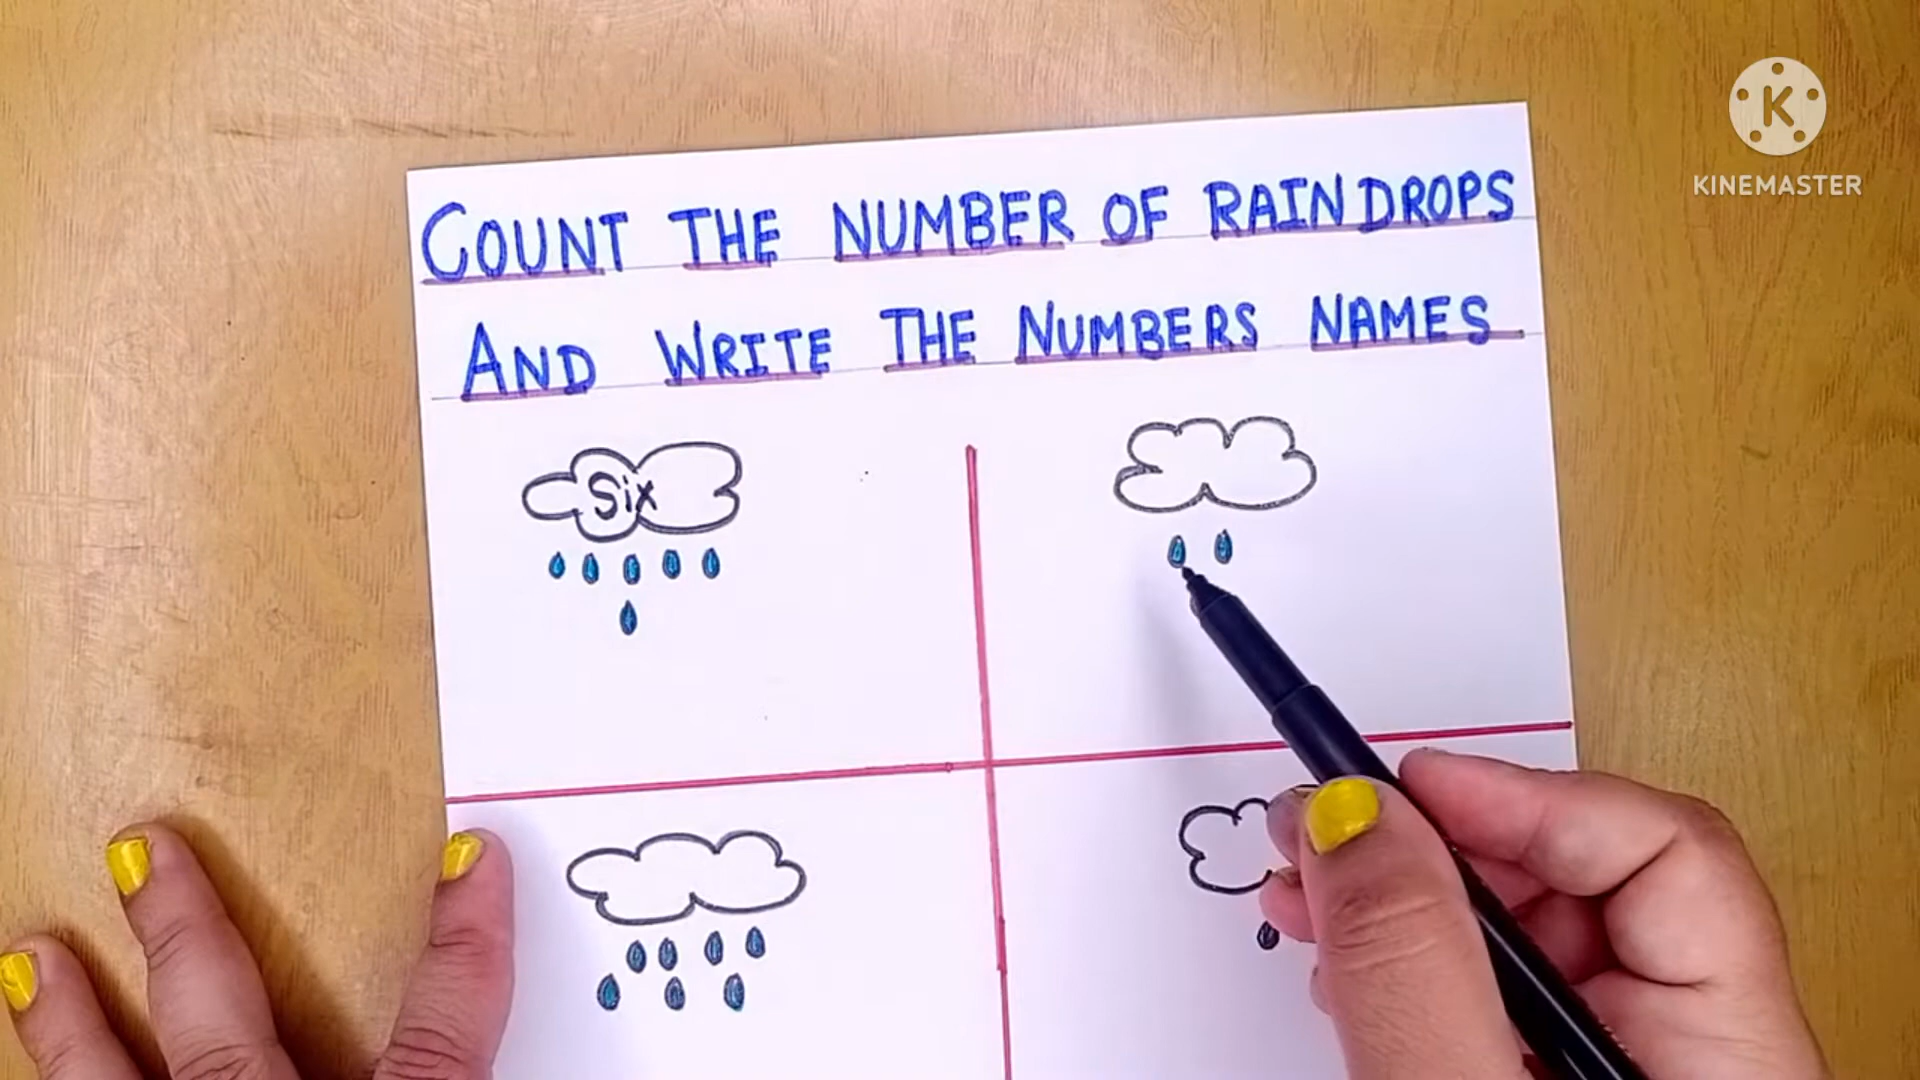 K
KINEMASTER
COUNT THE NUMBER OF RAINDROPS
AND WRITE THE NUMBERS NAMES
Six